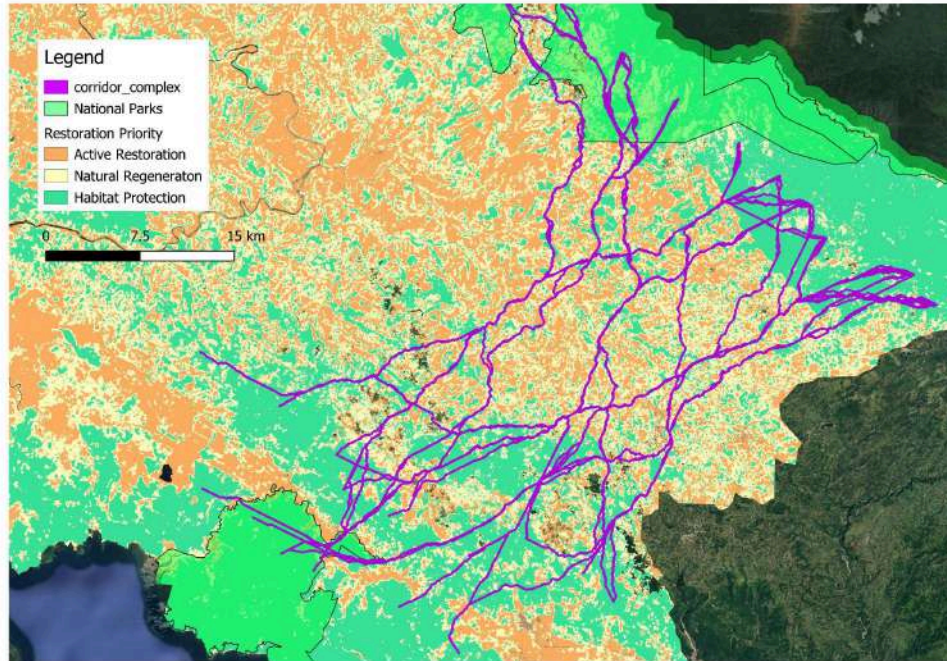 Legend
corridor_complex
National Parks
Restoration Priority
Active Restoration
Natural Regeneraton
Habitat Protection
0 7.5 15 km